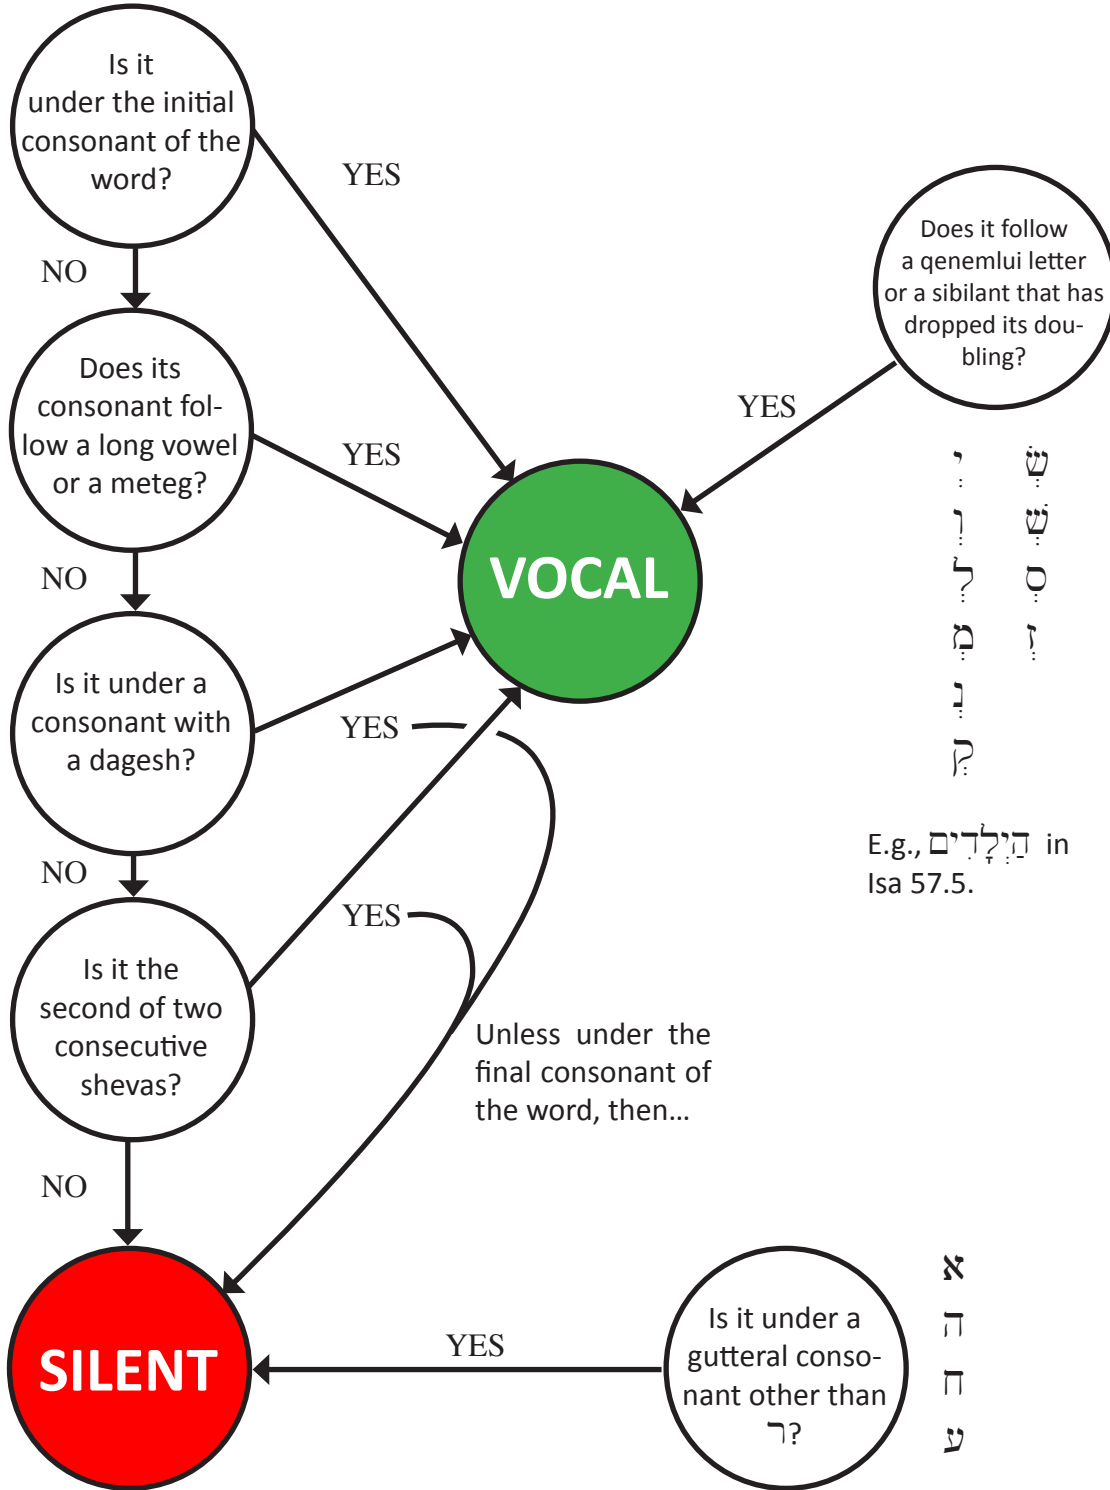 Is it
under the initial
consonant of the
word?
YES
NO
Does it follow
a qenemlui letter
or a sibilant that has
dropped its dou-
bling?
YES
Does its
consonant fol-
low a long vowel
or a meteg?
YES
NO
VOCAL
יְ שְׂ
וְ שְׁ
לְ סְ
מְ זְ
נְ
קְ
Is it under a
consonant with
a dagesh?
YES
NO
E.g., הַיְלָדִים in
Isa 57.5.
Is it the
second of two
consecutive
shevas?
YES
Unless under the
final consonant of
the word, then...
NO
SILENT
YES
Is it under a
gutteral conso-
nant other than
ר?
א
ה
ח
ע